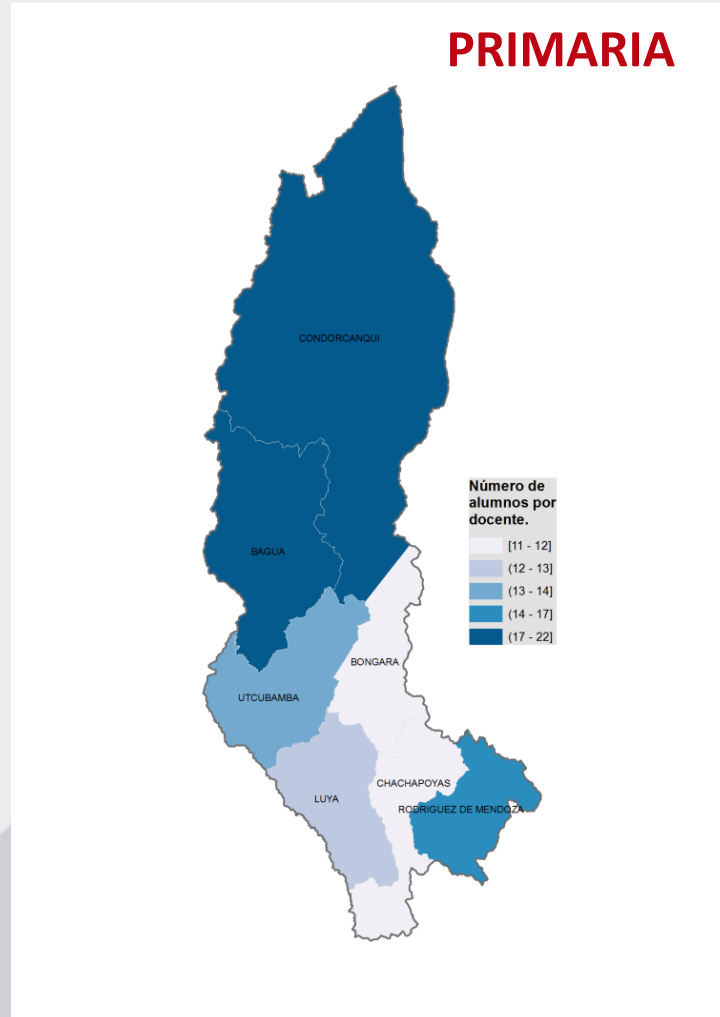 PRIMARIA
CONDORCANQUI
Número de
alumnos por
docente.
[11 - 12]
BAGUA
(12 - 13]
(13 - 14]
(14 - 17]
(17 - 22]
BONGARA
UTCUBAMBA
CHACHAPOYAS
LUYA
RODRIGUEZ DE MENDOZA